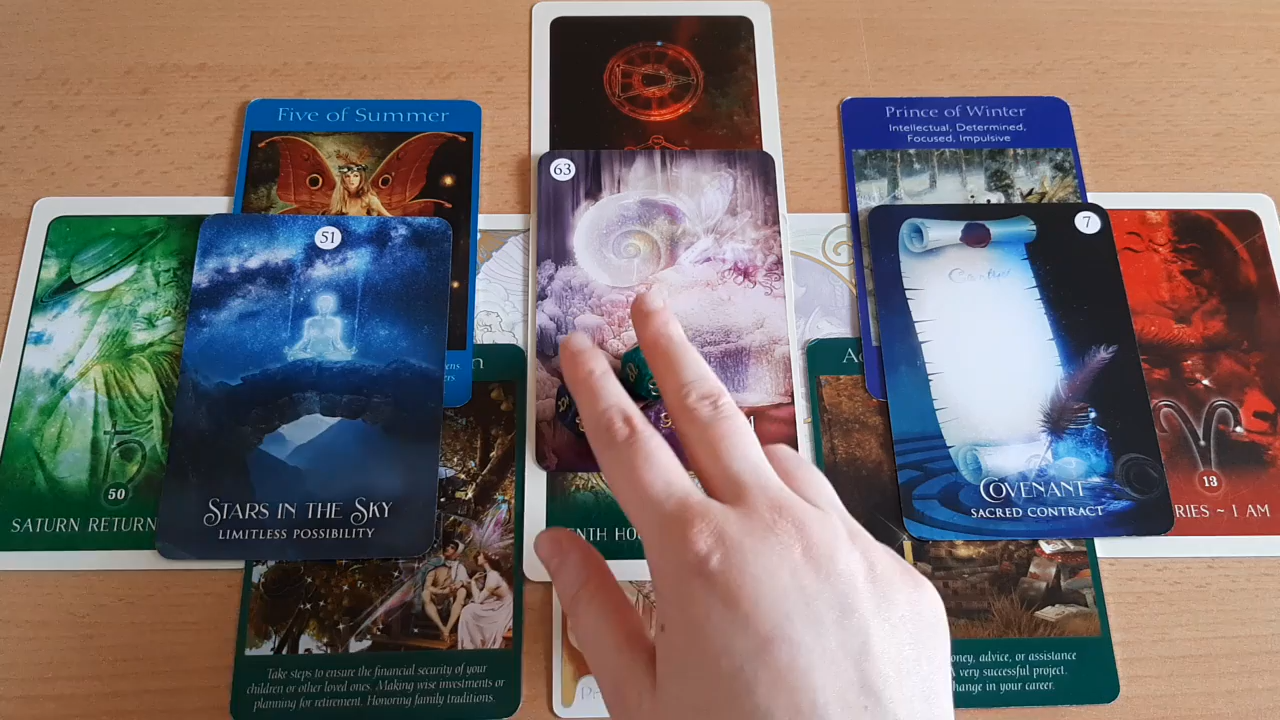 Five of Summer
Prince of Winter
Intellectual, Determined,
Focused, Impulsive
63
51
7
50
SATURN RETURN
STARS IN THE SKY
LIMITLESS POSSIBILITY
COVENANT
SACRED CONTRACT
13
ARIES ~ I AM
Take steps to ensure the financial security of your
children or other loved ones. Making wise investments or
planning for retirement. Honoring family traditions.
money, advice, or assistance
very successful project.
change in your career.